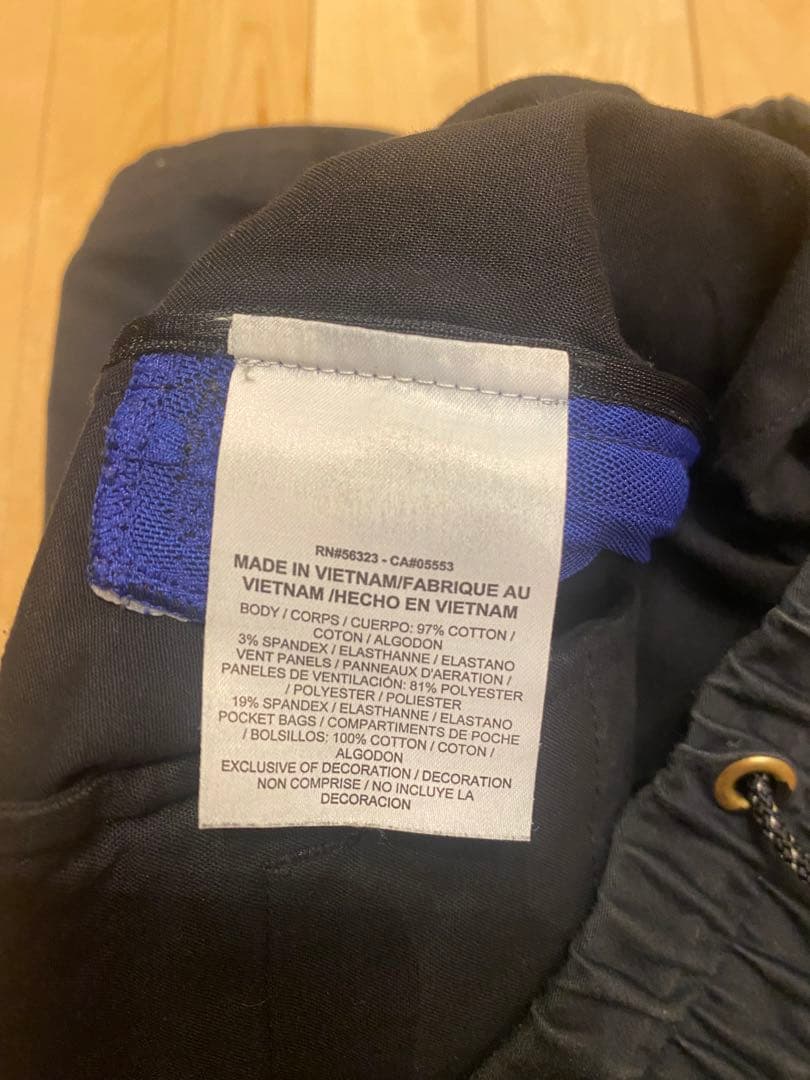 RN#56323 - CA#05553
MADE IN VIETNAM/FABRIQUE AU
VIETNAM /HECHO EN VIETNAM
BODY / CORPS / CUERPO: 97% COTTON /
COTON / ALGODON
3% SPANDEX / ELASTHANNE / ELASTANO
VENT PANELS / PANNEAUX D'AERATION /
PANELES DE VENTILACIÓN: 81% POLYESTER
/ POLYESTER / POLIESTER
19% SPANDEX / ELASTHANNE / ELASTANO
POCKET BAGS / COMPARTIMENTS DE POCHE
/ BOLSILLOS: 100% COTTON / COTON /
ALGODON
EXCLUSIVE OF DECORATION / DECORATION
NON COMPRISE / NO INCLUYE LA
DECORACION